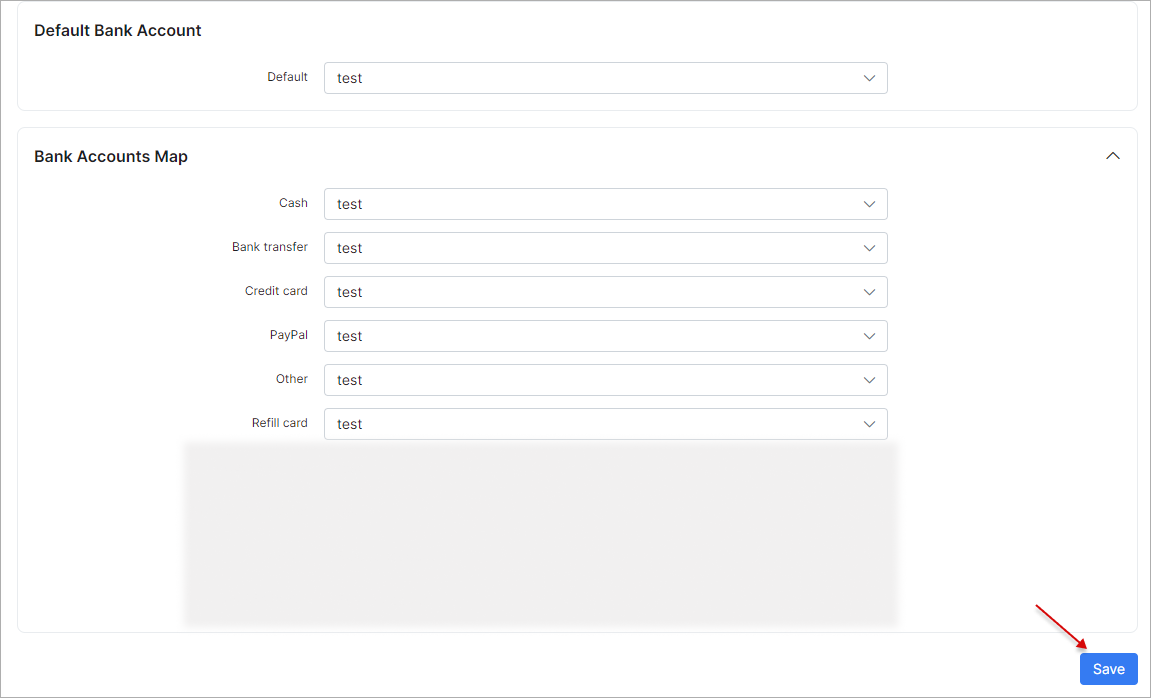 Default Bank Account
Default test
Bank Accounts Map
Cash test
Bank transfer test
Credit card test
PayPal test
Other test
Refill card test
Save